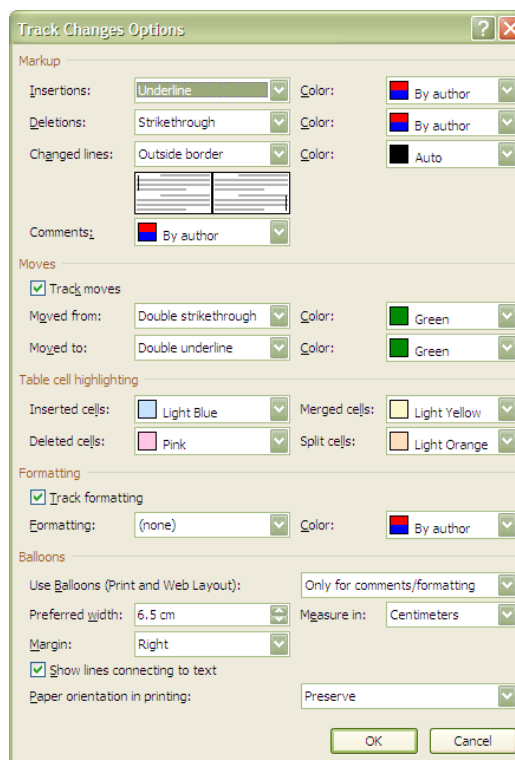 Track Changes Options ? X
Markup
Insertions: Underline Color: By author
Deletions: Strikethrough Color: By author
Changed lines: Outside border Color: Auto
Comments: By author
Moves
Track moves
Moved from: Double strikethrough Color: Green
Moved to: Double underline Color: Green
Table cell highlighting
Inserted cells: Light Blue Merged cells: Light Yellow
Deleted cells: Pink Split cells: Light Orange
Formatting
Track formatting
Formatting: (none) Color: By author
Balloons
Use Balloons (Print and Web Layout): Only for comments/formatting
Preferred width: 6.5 cm Measure in: Centimeters
Margin: Right
Show lines connecting to text
Paper orientation in printing: Preserve
OK Cancel